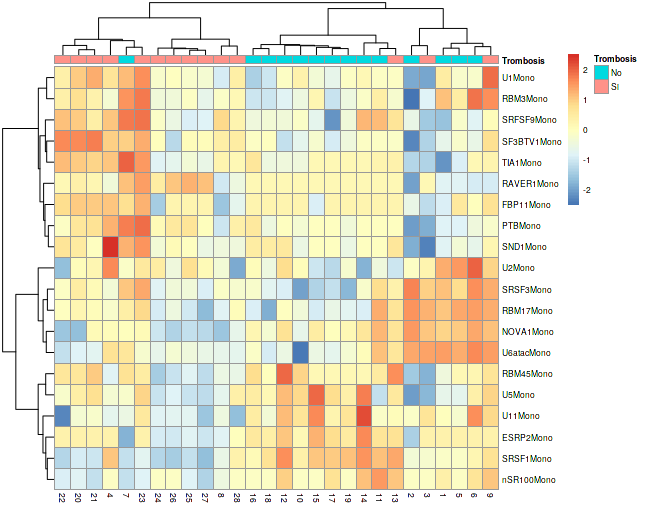 Trombosis
U1Mono
RBM3Mono
SRFSF9Mono
SF3BTV1Mono
TIA1Mono
RAVER1Mono
FBP11Mono
PTBMono
SND1Mono
U2Mono
SRSF3Mono
RBM17Mono
NOVA1Mono
U6atacMono
RBM45Mono
U5Mono
U11Mono
ESRP2Mono
SRSF1Mono
nSR100Mono
22 20 21 4 7 23 24 26 25 27 8 28 16 18 12 10 15 17 19 14 11 13 2 3 1 5 6 9
2
1
0
-1
-2
Trombosis
No
SI